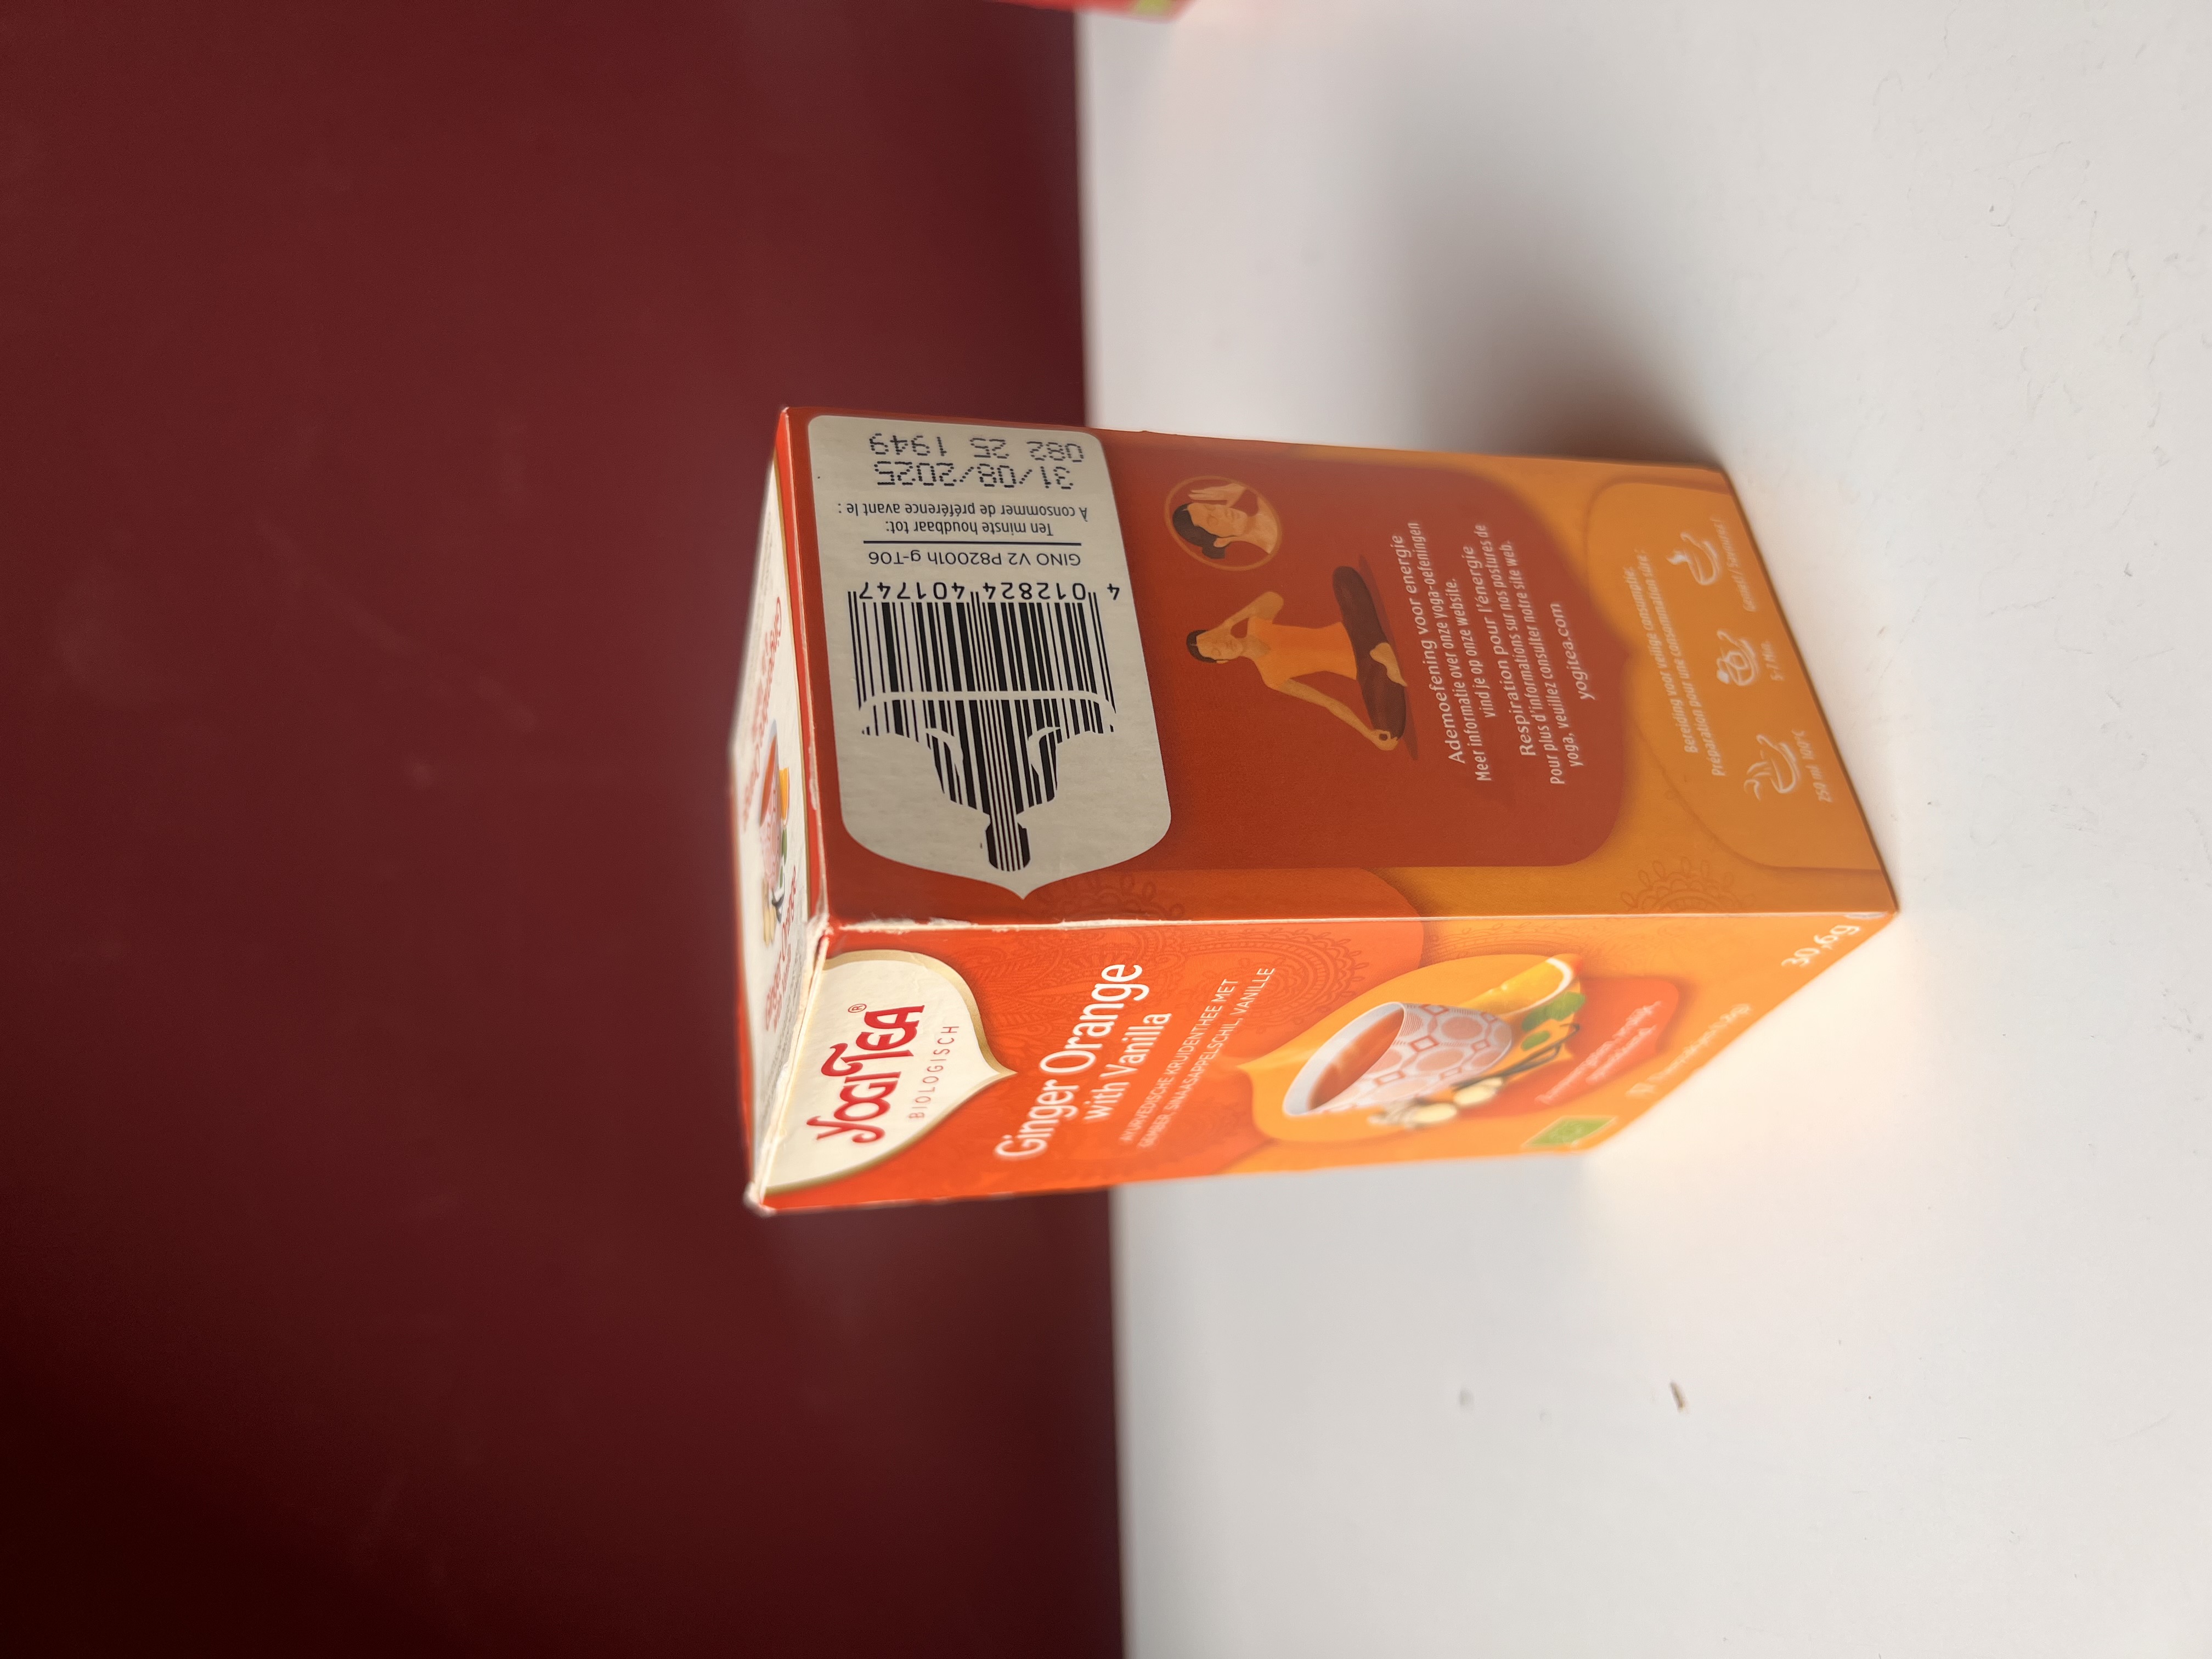 YOGI TEA®
BIOLOGISCH
Ginger Orange
with Vanilla
AYURVEDISCHE KRUIDENTHEE MET
GEMBER, SINAASAPPELSCHIL, VANILLE
30,6g
4 012824 401747
GINO V2 P82001h g-T06
Ten minste houdbaar tot:
À consommer de préférence avant le :
31/08/2025
082 25 1949
Ademoefening voor energie
Meer informatie over onze yoga-oefeningen
vind je op onze website.
Respiration pour l'énergie
Pour plus d'informations sur nos postures de
yoga, veuillez consulter notre site web.
yogitea.com
Bereiding voor veilige consumptie:
Préparation pour une consommation sûre :
250 ml 100°C
5-7 Min.
Geniet! / Savourez !